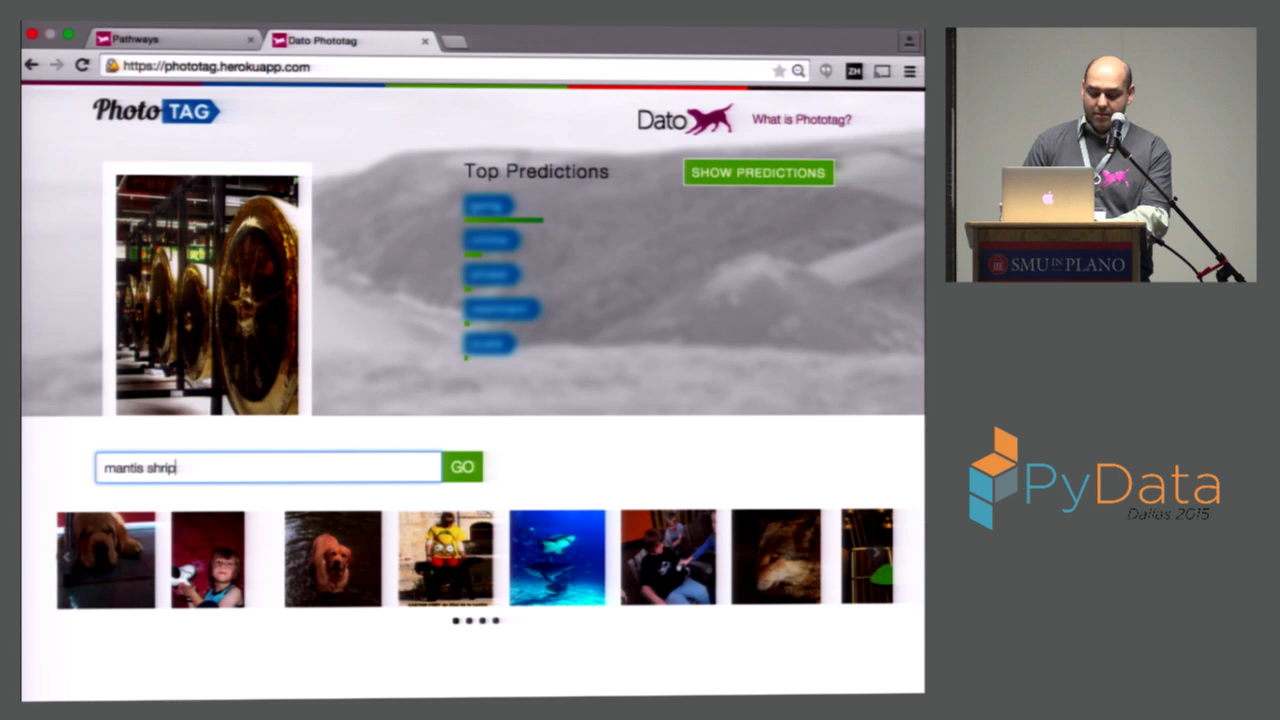 Pathways
Dato Phototag
https://phototag.herokuapp.com
ZH
Photo TAG
Dato
What is Phototag?
Top Predictions
SHOW PREDICTIONS
mantis shrip
GO
SMU IN PLANO
PyData
Dallas 2015